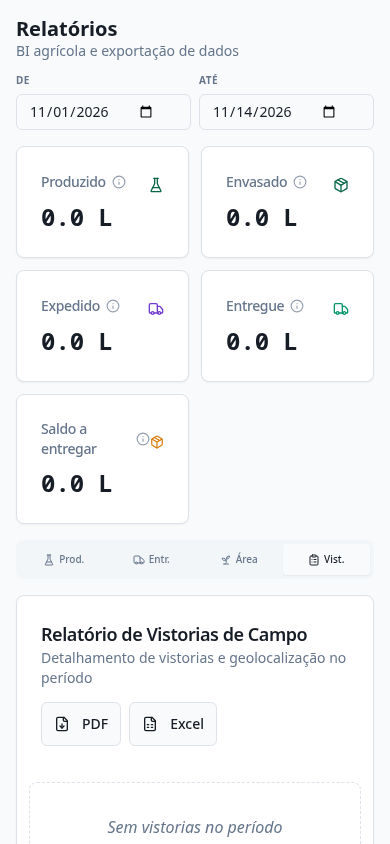 Relatórios
BI agrícola e exportação de dados
DE
ATÉ
11/01/2026
11/14/2026
Produzido
0.0 L
Envasado
0.0 L
Expedido
0.0 L
Entregue
0.0 L
Saldo a
entregar
0.0 L
Prod.
Entr.
Área
Vist.
Relatório de Vistorias de Campo
Detalhamento de vistorias e geolocalização no
período
PDF
Excel
Sem vistorias no período